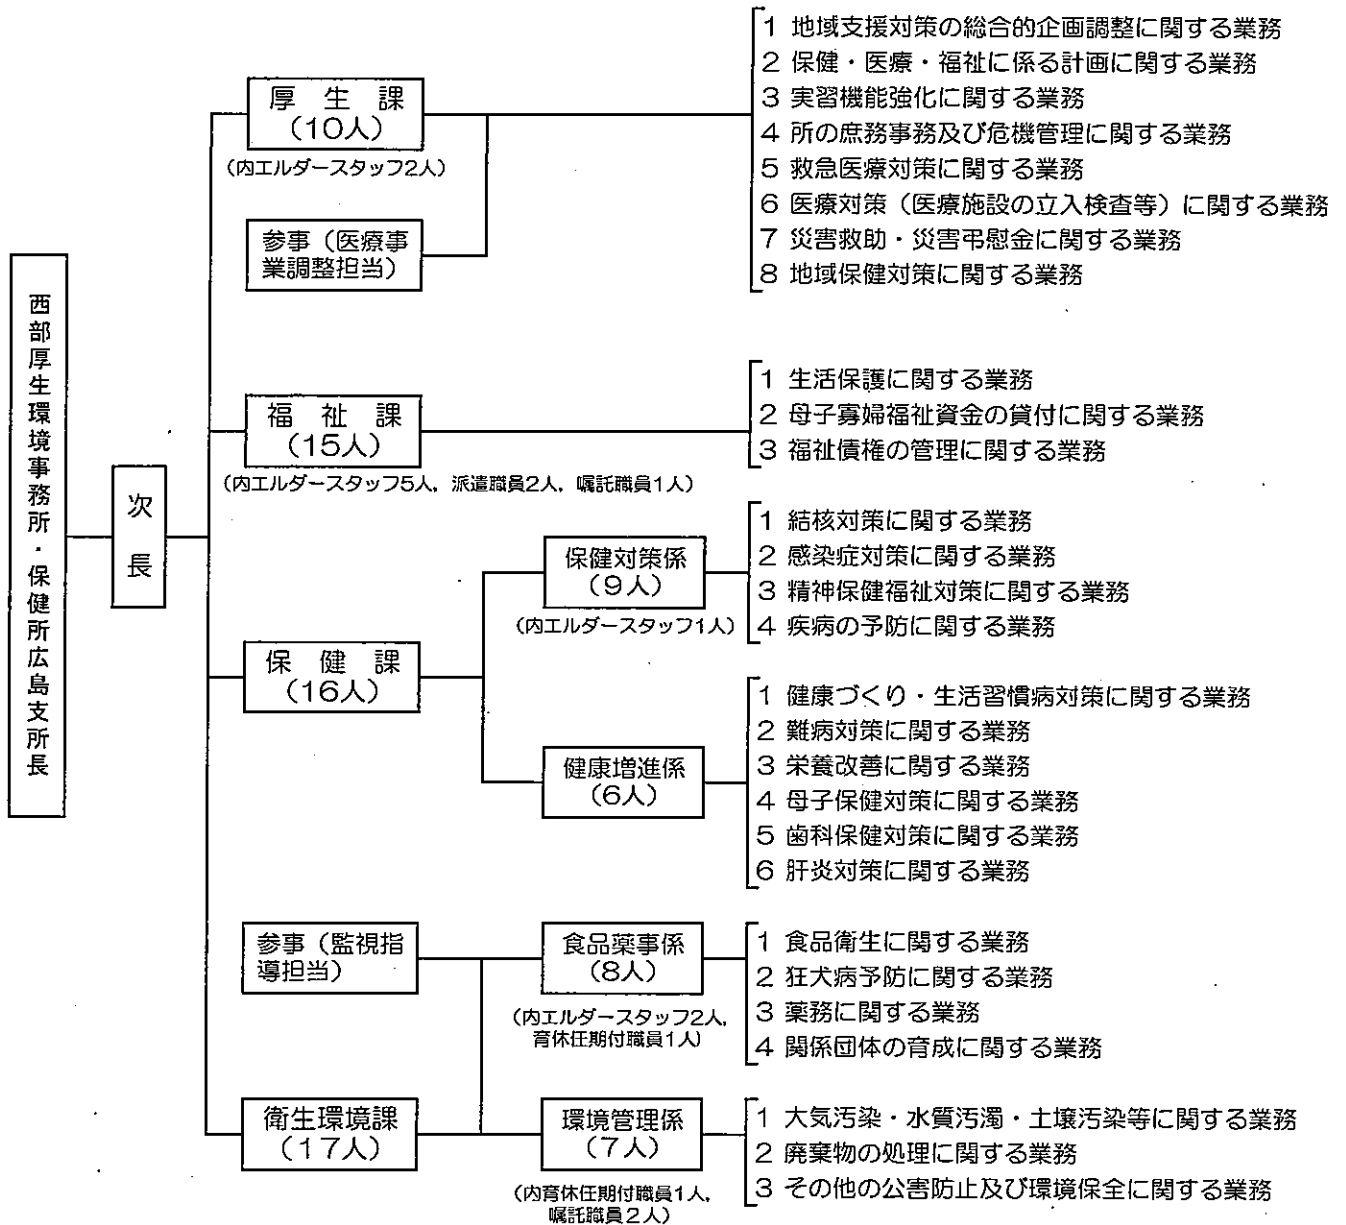 西部厚生環境事務所・保健所広島支所長
次長
厚生課
(10人)
(内エルダースタッフ2人)
参事（医療事
業調整担当）
1 地域支援対策の総合的企画調整に関する業務
2 保健・医療・福祉に係る計画に関する業務
3 実習機能強化に関する業務
4 所の庶務事務及び危機管理に関する業務
5 救急医療対策に関する業務
6 医療対策（医療施設の立入検査等）に関する業務
7 災害救助・災害弔慰金に関する業務
8 地域保健対策に関する業務
福祉課
(15人)
(内エルダースタッフ5人，派遣職員2人，嘱託職員1人)
1 生活保護に関する業務
2 母子寡婦福祉資金の貸付に関する業務
3 福祉債権の管理に関する業務
保健課
(16人)
保健対策係
(9人)
(内エルダースタッフ1人)
1 結核対策に関する業務
2 感染症対策に関する業務
3 精神保健福祉対策に関する業務
4 疾病の予防に関する業務
健康増進係
(6人)
1 健康づくり・生活習慣病対策に関する業務
2 難病対策に関する業務
3 栄養改善に関する業務
4 母子保健対策に関する業務
5 歯科保健対策に関する業務
6 肝炎対策に関する業務
参事（監視指
導担当）
食品薬事係
(8人)
(内エルダースタッフ2人，
育休任期付職員1人)
1 食品衛生に関する業務
2 狂犬病予防に関する業務
3 薬務に関する業務
4 関係団体の育成に関する業務
衛生環境課
(17人)
環境管理係
(7人)
(内育休任期付職員1人，
嘱託職員2人)
1 大気汚染・水質汚濁・土壌汚染等に関する業務
2 廃棄物の処理に関する業務
3 その他の公害防止及び環境保全に関する業務